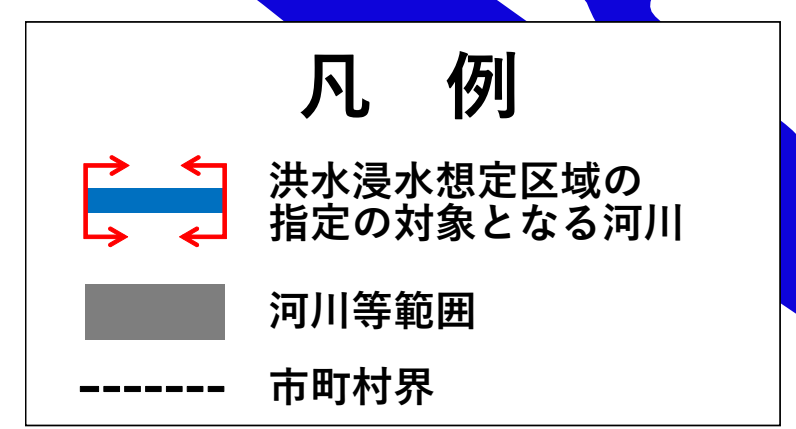 凡　例
洪水浸水想定区域の
指定の対象となる河川
河川等範囲
市町村界